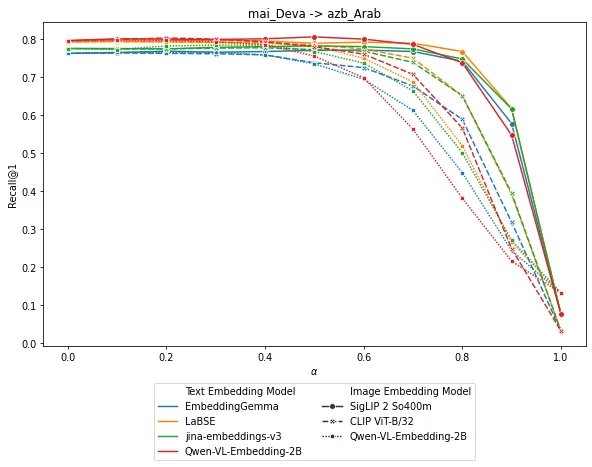 mai_Deva -> azb_Arab
Recall@1
0.8
0.7
0.6
0.5
0.4
0.3
0.2
0.1
0.0
0.0 0.2 0.4 0.6 0.8 1.0
α
Text Embedding Model Image Embedding Model
EmbeddingGemma SigLIP 2 So400m
LaBSE CLIP ViT-B/32
jina-embeddings-v3 Qwen-VL-Embedding-2B
Qwen-VL-Embedding-2B